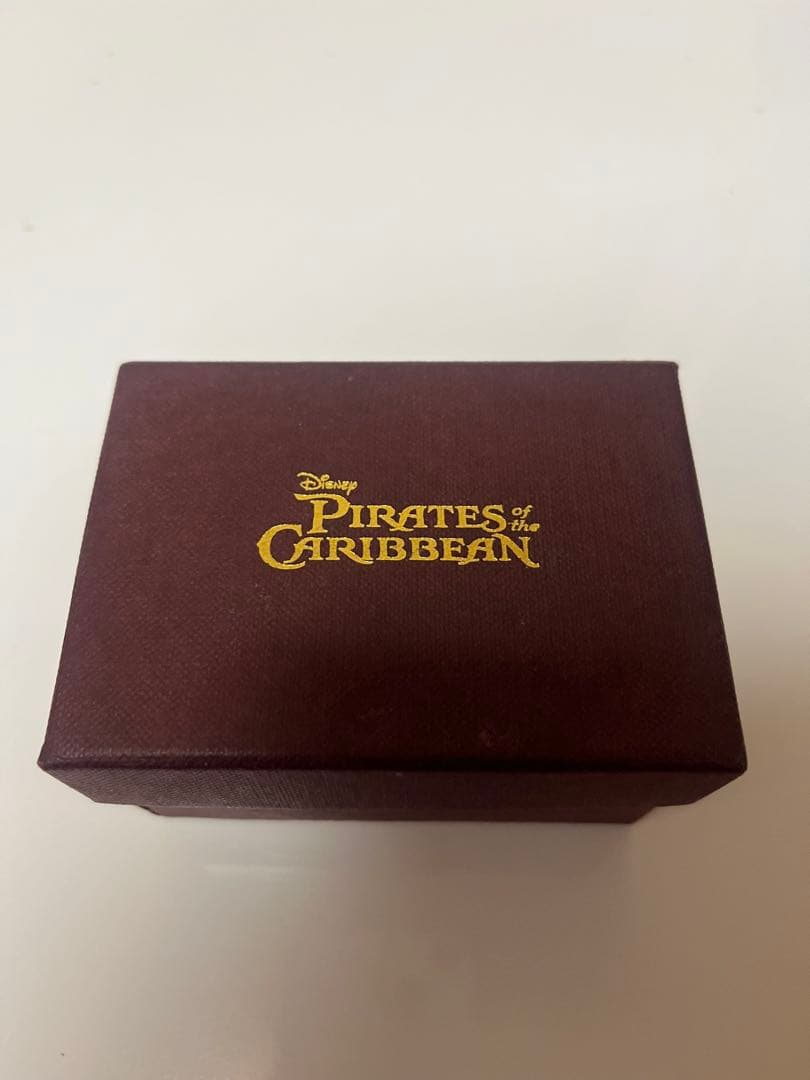 Disney
PIRATES of the
CARIBBEAN